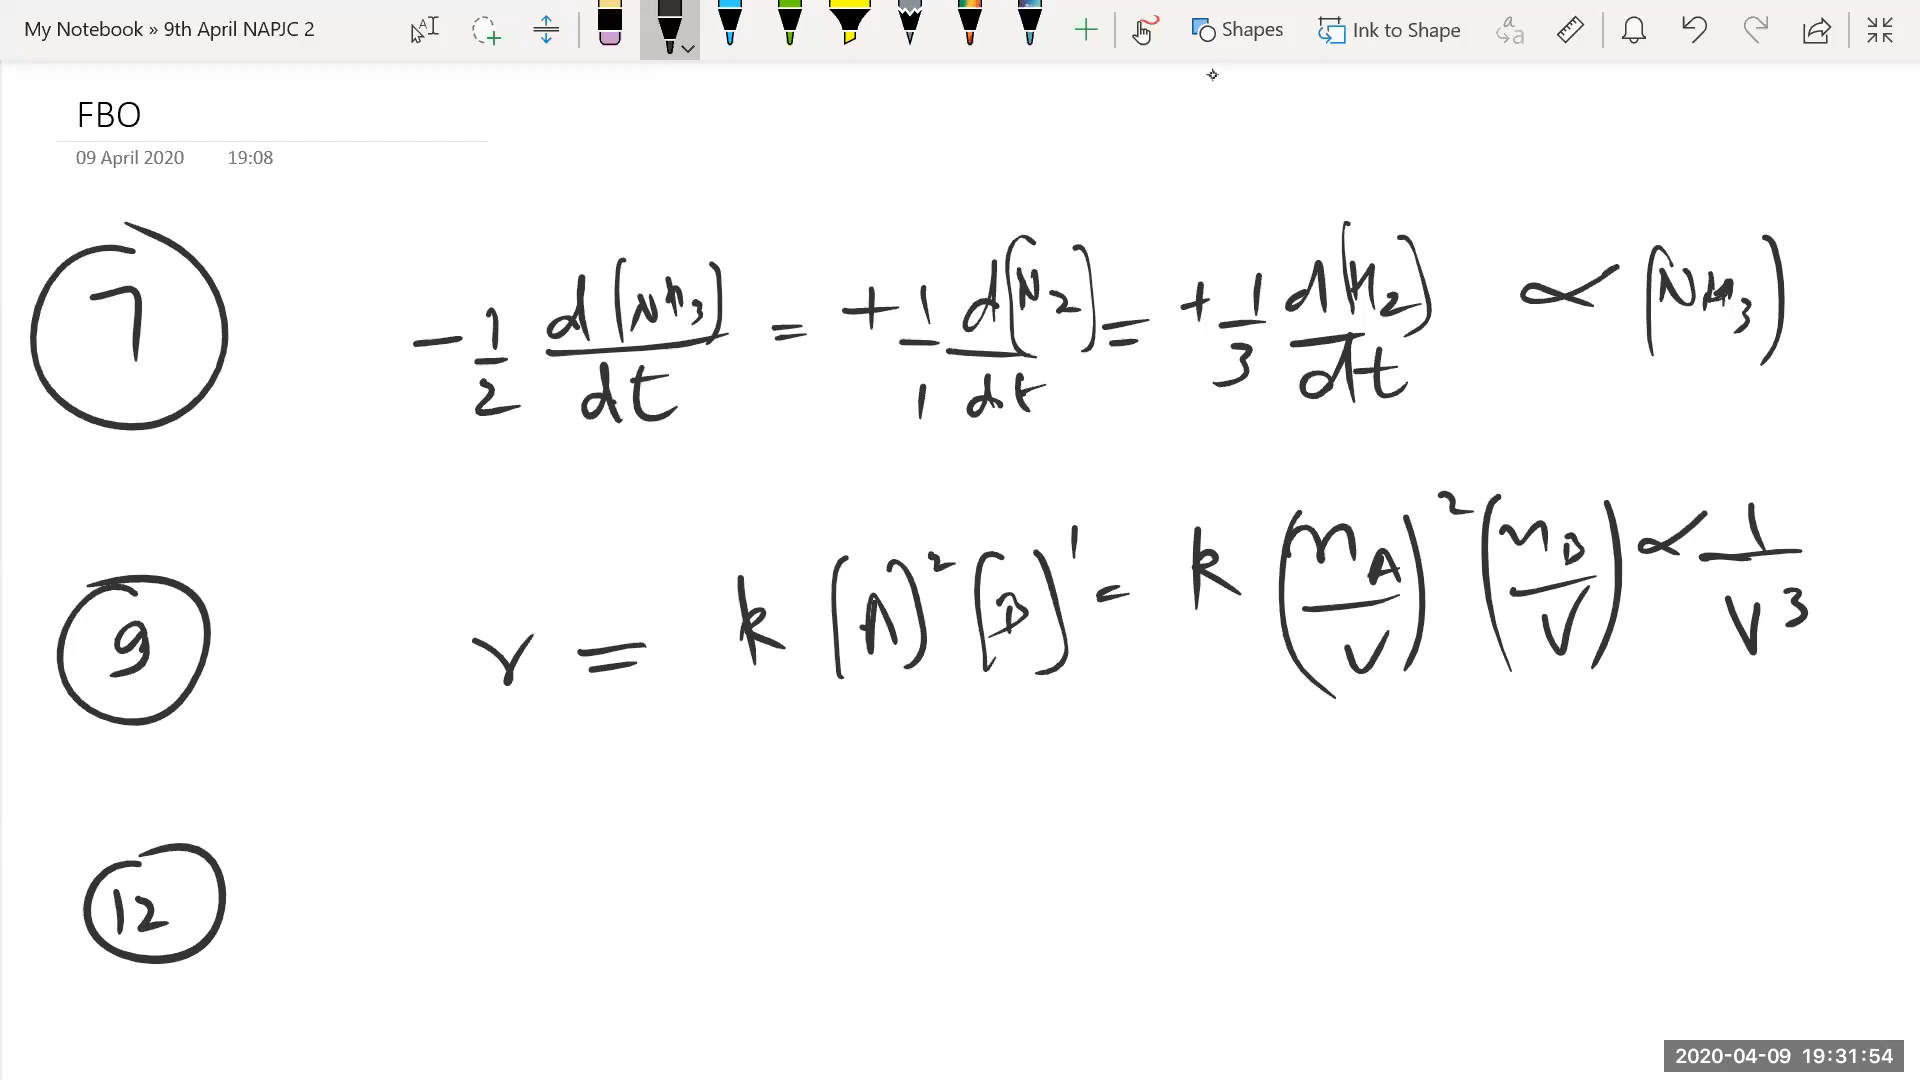 My Notebook » 9th April NAPJC 2
Shapes
Ink to Shape
FBO
09 April 2020 19:08
7 -1/2 d[NH3]/dt = +1/1 d[N2]/dt = +1/3 d[H2]/dt ∝ [NH3]
9 r = k [A]² [B]¹ = k (nA/V)² (nB/V) ∝ 1/V³
12
2020-04-09 19:31:54